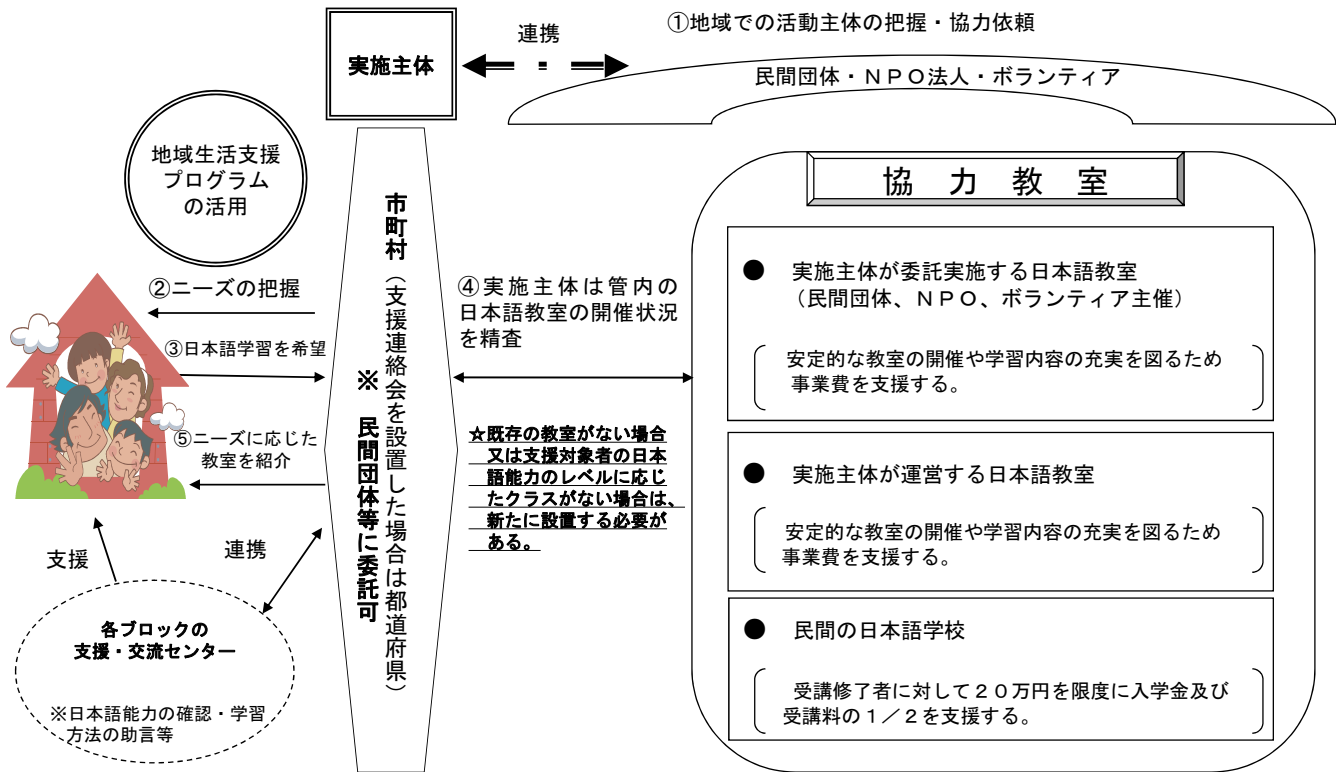 ①地域での活動主体の把握・協力依頼
連携
実施主体
民間団体・ＮＰＯ法人・ボランティア
地域生活支援
プログラム
の活用
協　力　教　室
市町村（支援連絡会を設置した場合は都道府県）
※　民間団体等に委託可
②ニーズの把握
③日本語学習を希望
⑤ニーズに応じた
教室を紹介
④実施主体は管内の
日本語教室の開催状況
を精査
☆既存の教室がない場合
又は支援対象者の日本
語能力のレベルに応じ
たクラスがない場合は、
新たに設置する必要が
ある。
● 実施主体が委託実施する日本語教室
（民間団体、ＮＰＯ、ボランティア主催）
安定的な教室の開催や学習内容の充実を図るため
事業費を支援する。
● 実施主体が運営する日本語教室
安定的な教室の開催や学習内容の充実を図るため
事業費を支援する。
● 民間の日本語学校
受講修了者に対して２０万円を限度に入学金及び
受講料の１／２を支援する。
支援
連携
各ブロックの
支援・交流センター
※日本語能力の確認・学習
方法の助言等